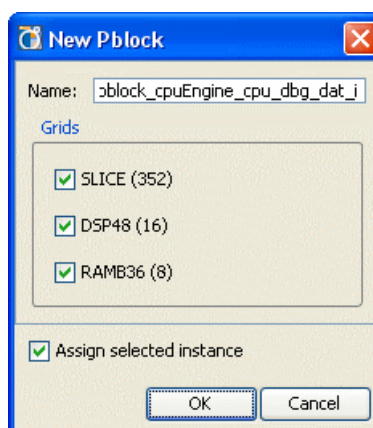 New Pblock
Name: pblock_cpuEngine_cpu_dbg_dat_i
Grids
SLICE (352)
DSP48 (16)
RAMB36 (8)
Assign selected instance
OK Cancel